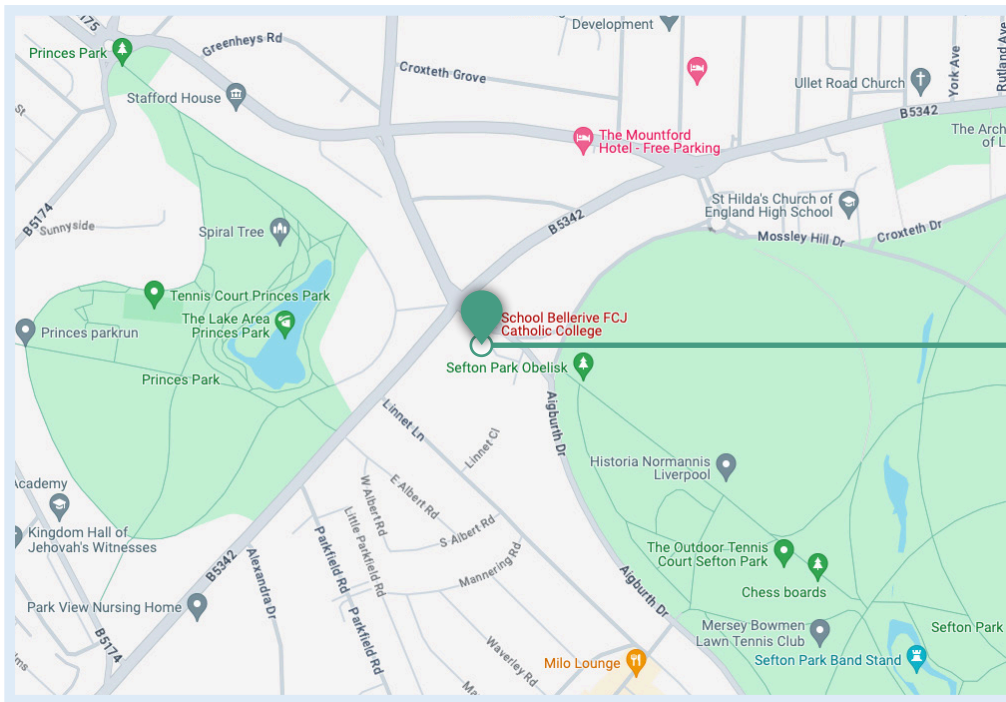 175
Development
Princes Park
Greenheys Rd
Croxteth Grove
Ullet Road Church
York Ave
Rutland Ave
Stafford House
B5342
The Mountford
Hotel - Free Parking
The Arch
of L
St
St Hilda's Church of
England High School
B5174
Sunnyside
Spiral Tree
B5342
Mossley Hill Dr
Croxteth Dr
Tennis Court Princes Park
The Lake Area
Princes Park
Princes parkrun
School Bellerive FCJ
Catholic College
Sefton Park Obelisk
Princes Park
Linnet Ln
Aigburth Dr
Linnet Cl
Historia Normannis
Liverpool
Academy
W Albert Rd
E Albert Rd
Little Parkfield Rd
S Albert Rd
Kingdom Hall of
Jehovah's Witnesses
Parkfield Rd
The Outdoor Tennis
Court Sefton Park
Mannering Rd
B5342
Alexandra Dr
Aigburth Dr
Chess boards
Park View Nursing Home
Parkfield Rd
Mersey Bowmen
Lawn Tennis Club
Sefton Park
B5174
Waverley Rd
Milo Lounge
Sefton Park Band Stand